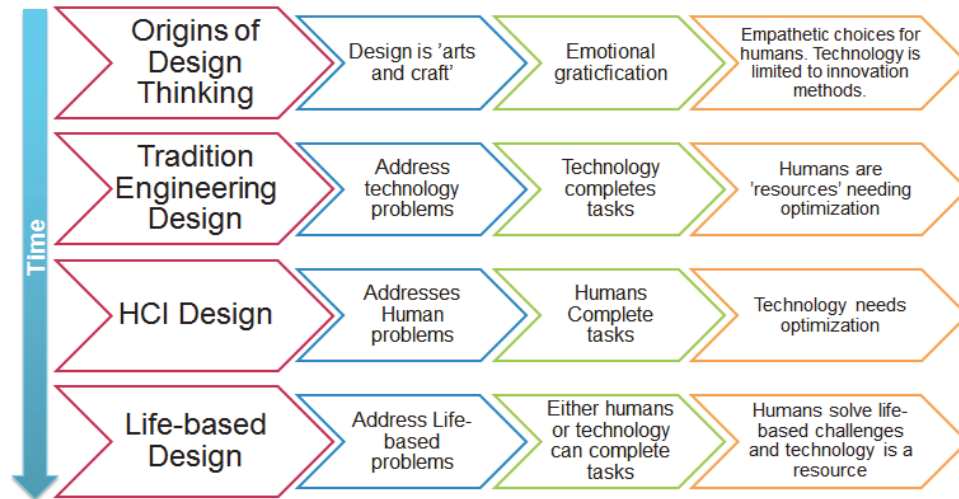 Time
Origins of
Design
Thinking
Design is 'arts
and craft'
Emotional
graticfication
Empathetic choices for
humans. Technology is
limited to innovation
methods.
Tradition
Engineering
Design
Address
technology
problems
Technology
completes
tasks
Humans are
'resources' needing
optimization
HCI Design
Addresses
Human
problems
Humans
Complete
tasks
Technology needs
optimization
Life-based
Design
Address Life-
based
problems
Either humans
or technology
can complete
tasks
Humans solve life-
based challenges
and technology is a
resource